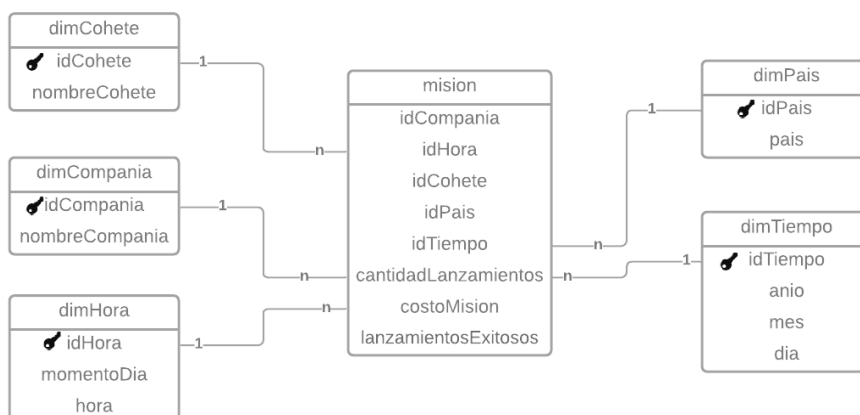 dimCohete
idCohete
nombreCohete
1
n
dimCompania
idCompania
nombreCompania
1
n
dimHora
idHora
momentoDia
hora
1
n
mision
idCompania
idHora
idCohete
idPais
idTiempo
cantidadLanzamientos
costoMision
lanzamientosExitosos
dimPais
idPais
pais
1
n
dimTiempo
idTiempo
anio
mes
dia
1
n